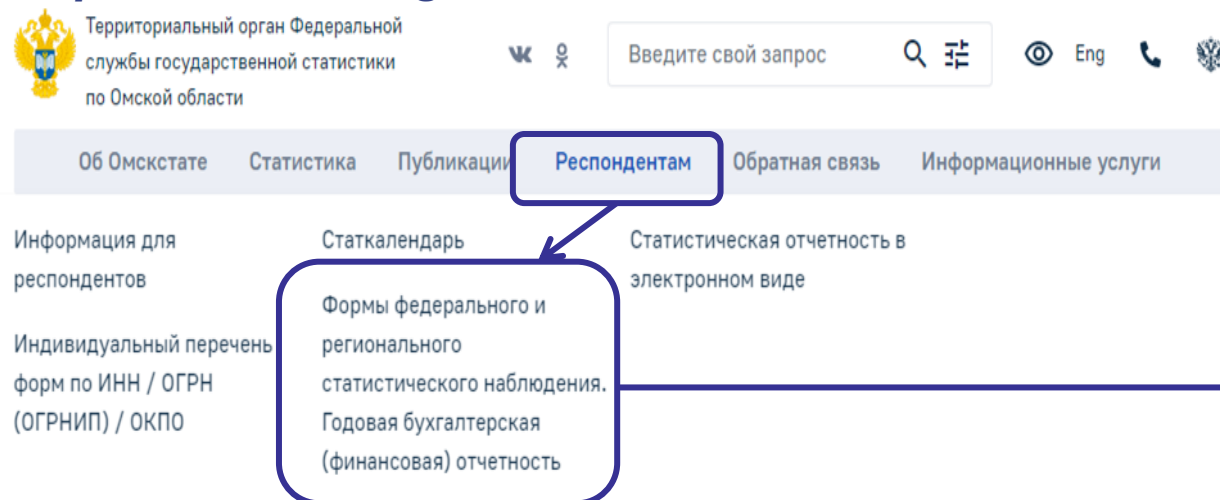 Территориальный орган Федеральной
службы государственной статистики
по Омской области
Введите свой запрос
Eng
Об Омскстате Статистика Публикации Респондентам Обратная связь Информационные услуги
Информация для
респондентов
Индивидуальный перечень
форм по ИНН / ОГРН
(ОГРНИП) / ОКПО
Статкалендарь
Формы федерального и
регионального
статистического наблюдения.
Годовая бухгалтерская
(финансовая) отчетность
Статистическая отчетность в
электронном виде